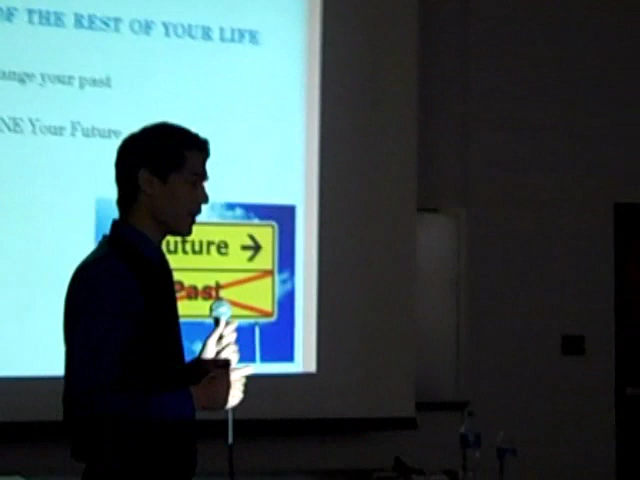 OF THE REST OF YOUR LIFE
ange your past
NE Your Future
uture →
Past